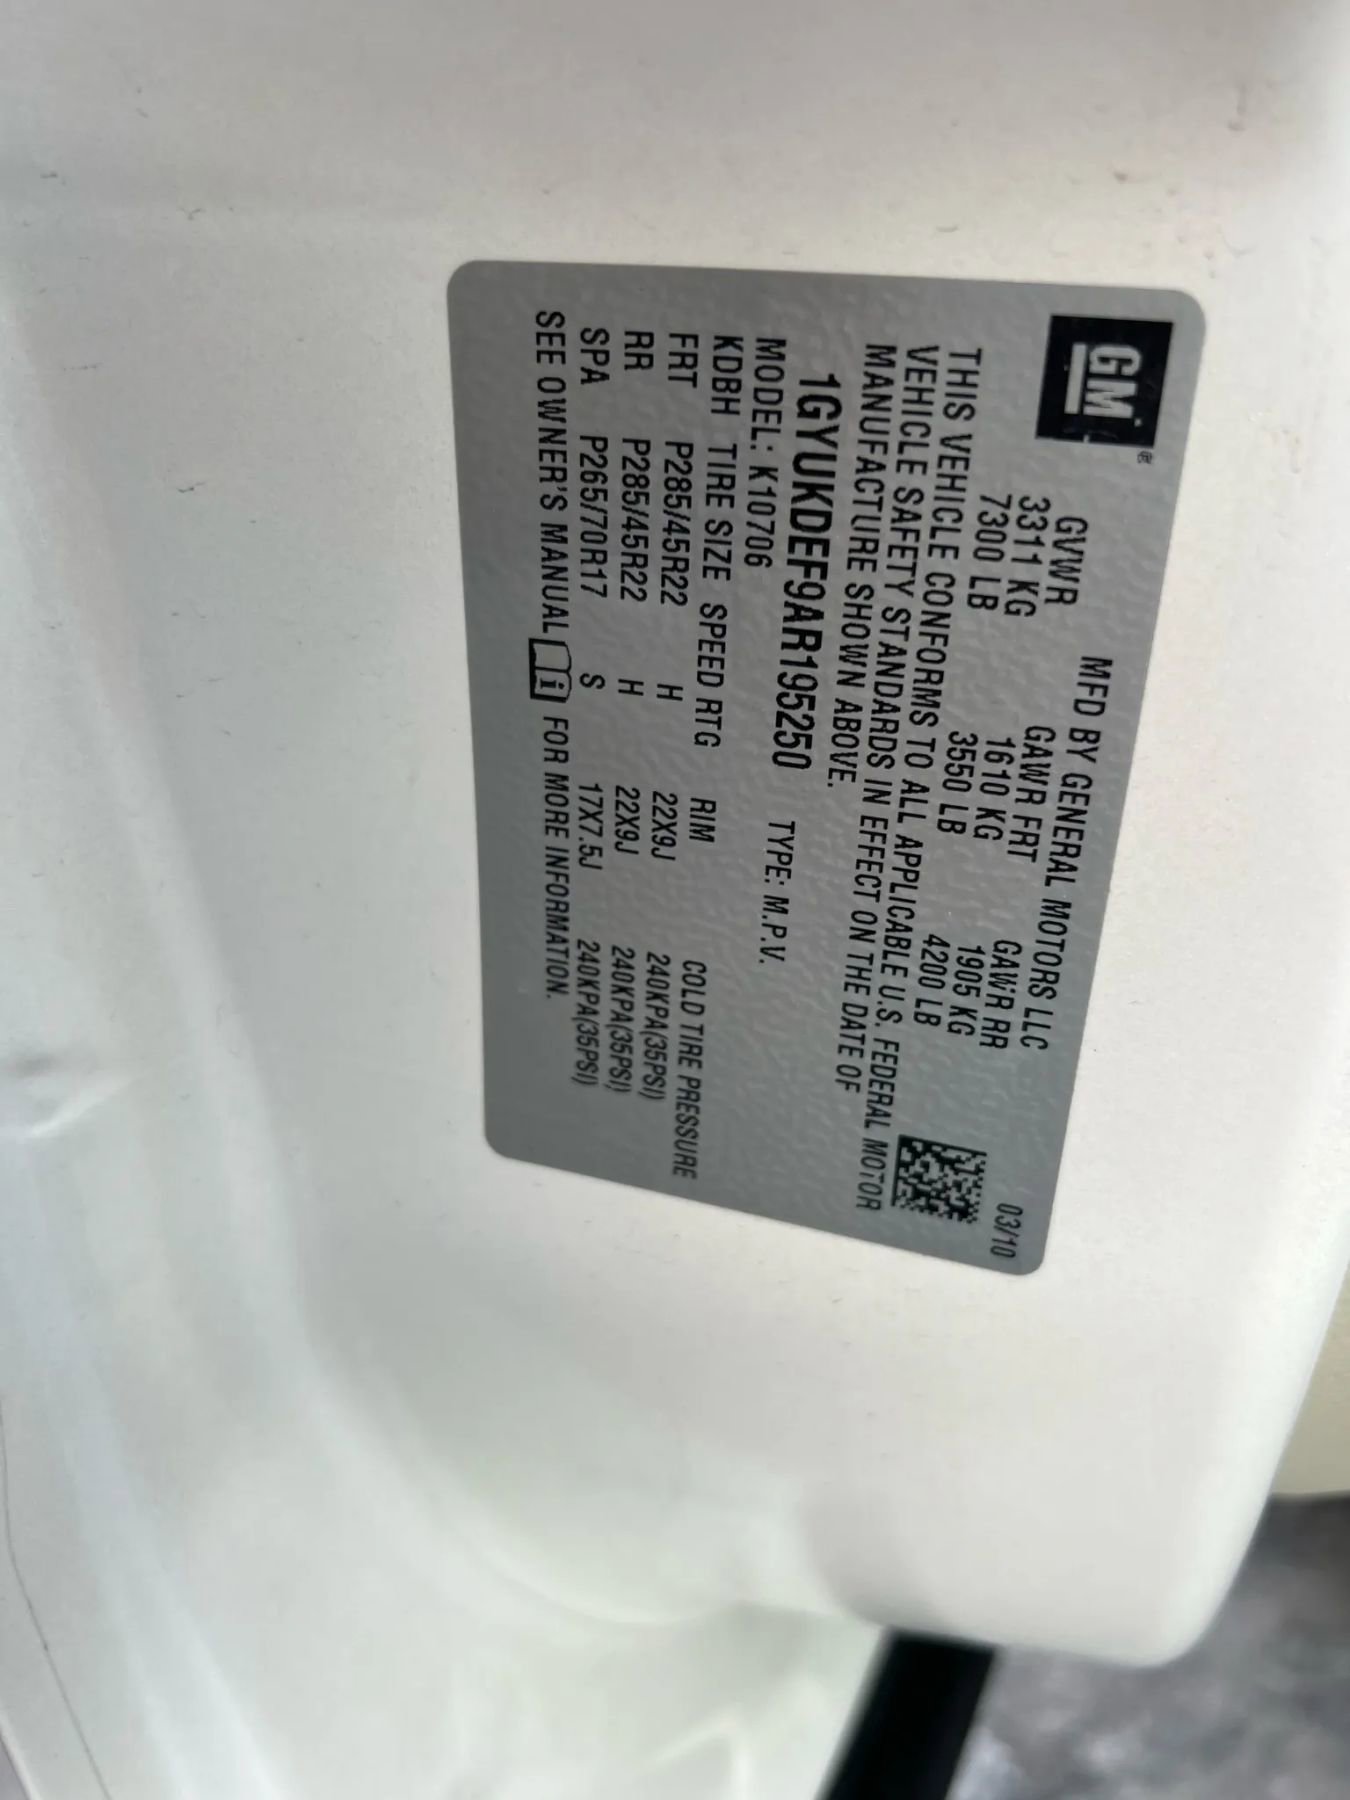 GM ®
MFD BY GENERAL MOTORS LLC 03/10
GVWR GAWR FRT GAWR RR
3311 KG 1610 KG 1905 KG
7300 LB 3550 LB 4200 LB
THIS VEHICLE CONFORMS TO ALL APPLICABLE U.S. FEDERAL MOTOR
VEHICLE SAFETY STANDARDS IN EFFECT ON THE DATE OF
MANUFACTURE SHOWN ABOVE.
1GYUKDEF9AR195250 TYPE: M.P.V.
MODEL: K10706
KDBH TIRE SIZE SPEED RTG RIM COLD TIRE PRESSURE
FRT P285/45R22 H 22X9J 240KPA(35PSI)
RR P285/45R22 H 22X9J 240KPA(35PSI)
SPA P265/70R17 S 17X7.5J 240KPA(35PSI)
SEE OWNER'S MANUAL i FOR MORE INFORMATION.